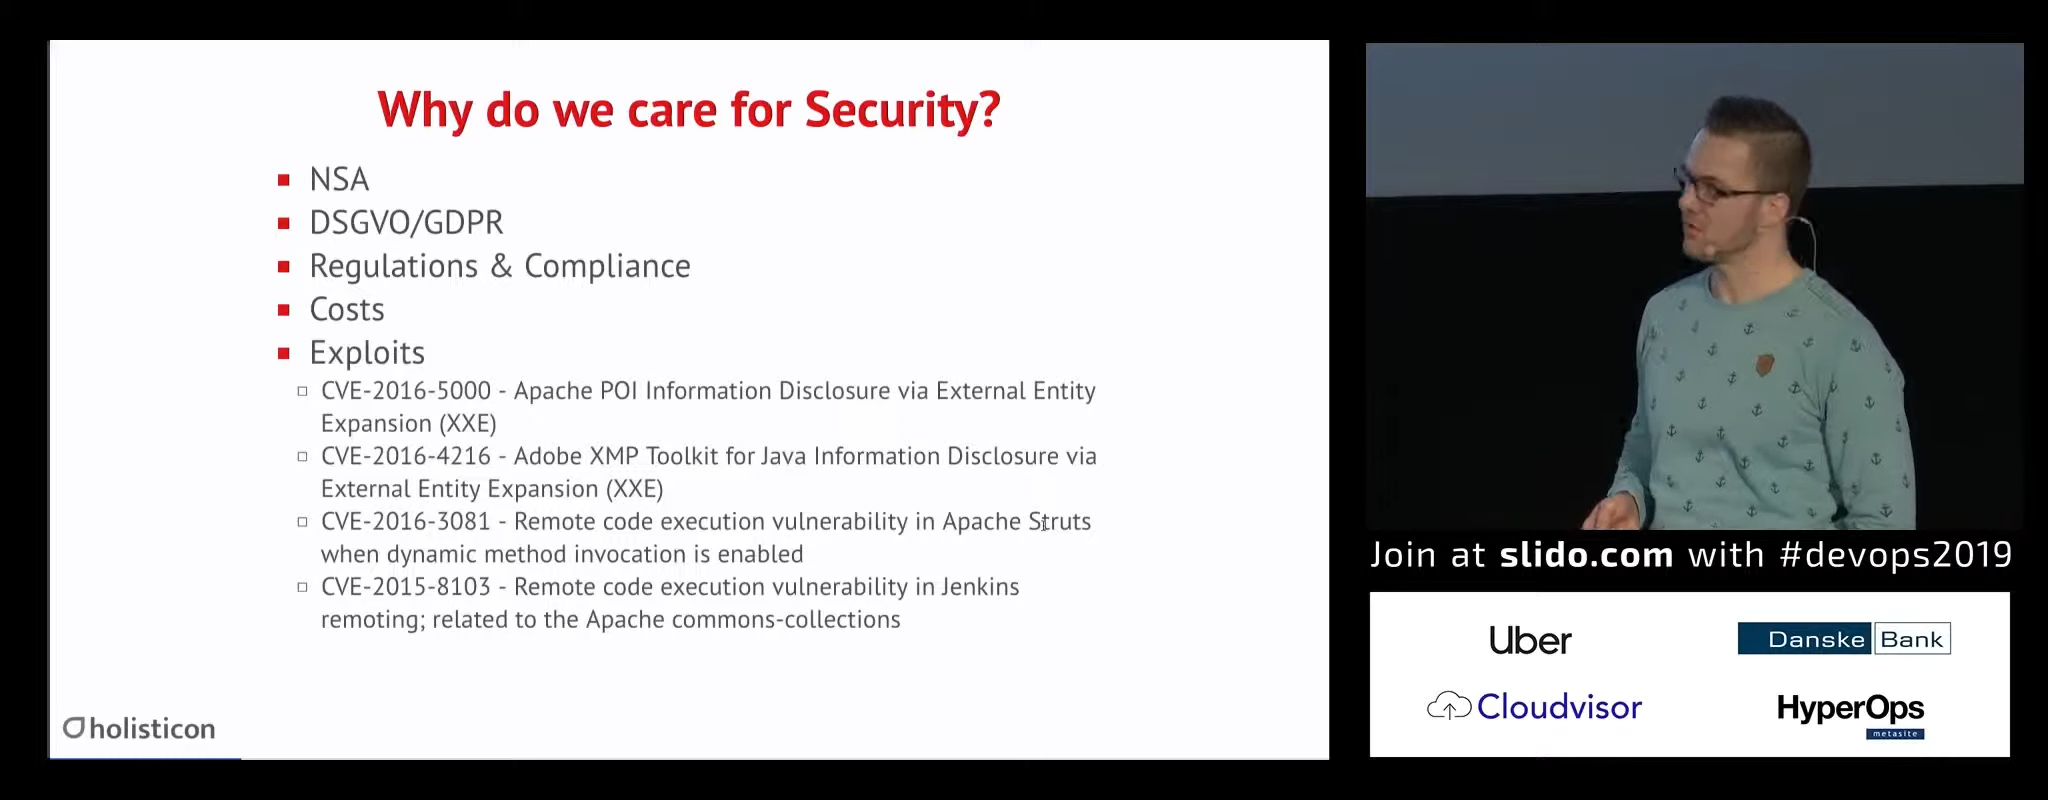 Why do we care for Security?
NSA
DSGVO/GDPR
Regulations & Compliance
Costs
Exploits
CVE-2016-5000 - Apache POI Information Disclosure via External Entity
Expansion (XXE)
CVE-2016-4216 - Adobe XMP Toolkit for Java Information Disclosure via
External Entity Expansion (XXE)
CVE-2016-3081 - Remote code execution vulnerability in Apache Struts
when dynamic method invocation is enabled
CVE-2015-8103 - Remote code execution vulnerability in Jenkins
remoting; related to the Apache commons-collections
holisticon
Join at slido.com with #devops2019
Uber
Danske Bank
Cloudvisor
HyperOps
metasite